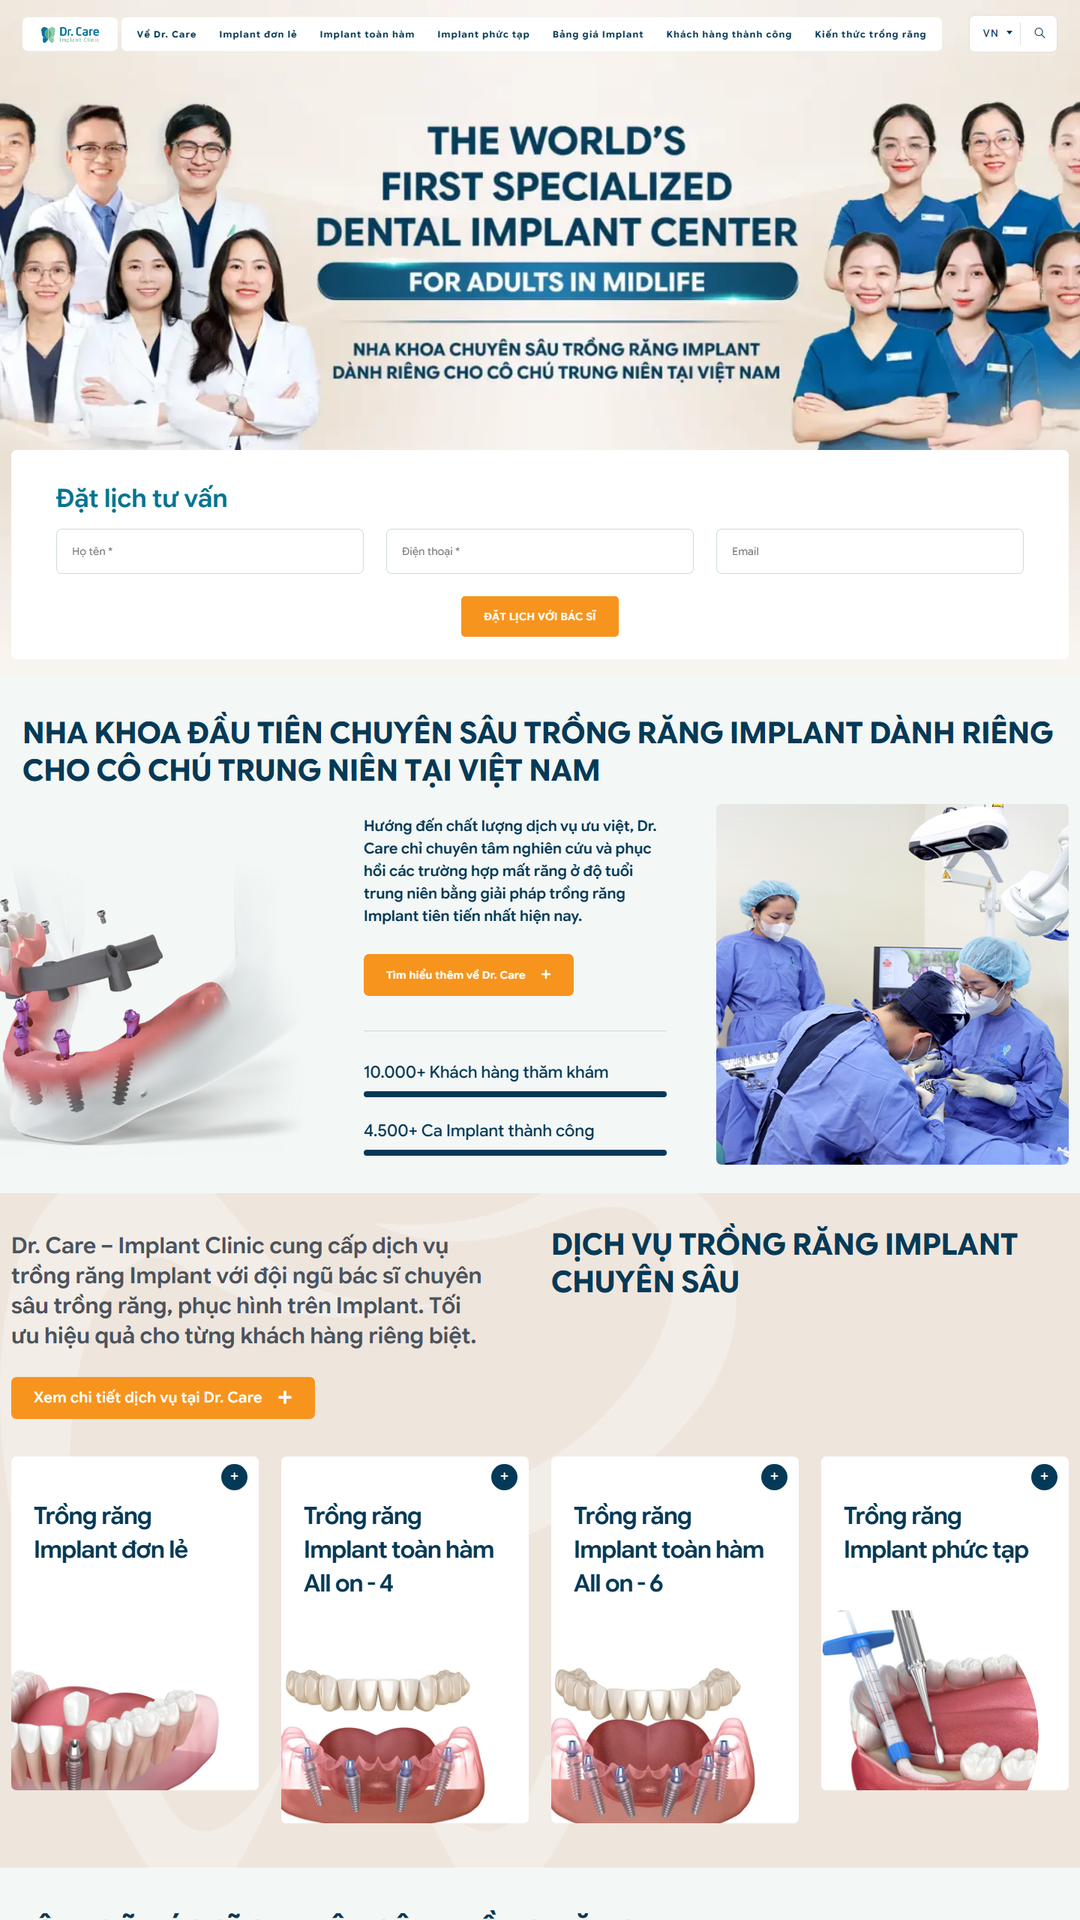 Dr. Care
Implant Clinic
Về Dr. Care
Implant đơn lẻ
Implant toàn hàm
Implant phức tạp
Bảng giá Implant
Khách hàng thành công
Kiến thức trồng răng
VN
THE WORLD'S
FIRST SPECIALIZED
DENTAL IMPLANT CENTER
FOR ADULTS IN MIDLIFE
NHA KHOA CHUYÊN SÂU TRỒNG RĂNG IMPLANT
DÀNH RIÊNG CHO CÔ CHÚ TRUNG NIÊN TẠI VIỆT NAM
Đặt lịch tư vấn
Họ tên *
Điện thoại *
Email
ĐẶT LỊCH VỚI BÁC SĨ
NHA KHOA ĐẦU TIÊN CHUYÊN SÂU TRỒNG RĂNG IMPLANT DÀNH RIÊNG
CHO CÔ CHÚ TRUNG NIÊN TẠI VIỆT NAM
Hướng đến chất lượng dịch vụ ưu việt, Dr.
Care chỉ chuyên tâm nghiên cứu và phục
hồi các trường hợp mất răng ở độ tuổi
trung niên bằng giải pháp trồng răng
Implant tiên tiến nhất hiện nay.
Tìm hiểu thêm về Dr. Care +
10.000+ Khách hàng thăm khám
4.500+ Ca Implant thành công
Dr. Care – Implant Clinic cung cấp dịch vụ
trồng răng Implant với đội ngũ bác sĩ chuyên
sâu trồng răng, phục hình trên Implant. Tối
ưu hiệu quả cho từng khách hàng riêng biệt.
Xem chi tiết dịch vụ tại Dr. Care +
DỊCH VỤ TRỒNG RĂNG IMPLANT
CHUYÊN SÂU
+
Trồng răng
Implant đơn lẻ
+
Trồng răng
Implant toàn hàm
All on - 4
+
Trồng răng
Implant toàn hàm
All on - 6
+
Trồng răng
Implant phức tạp